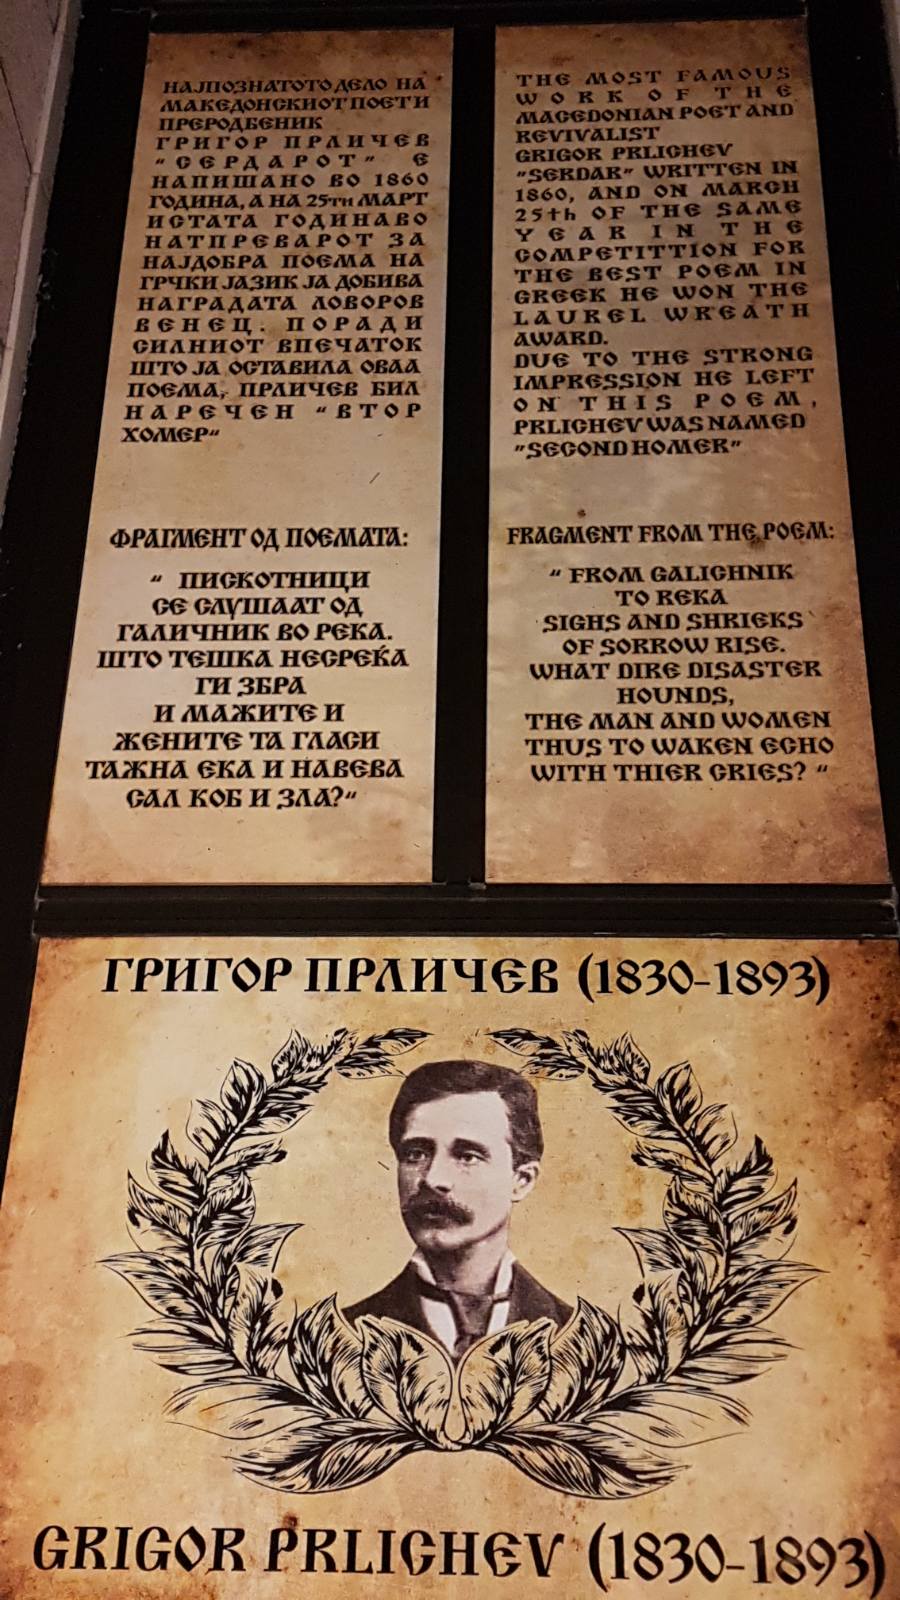 НАЈПОЗНАТОТО ДЕЛО НА
МАКЕДОНСКИОТ ПОЕТ И
ПРЕРОДБЕНИК
ГРИГОР ПРЛИЧЕВ
"СЕРДАРОТ" Е
НАПИШАНО ВО 1860
ГОДИНА, А НА 25ти МАРТ
ИСТАТА ГОДИНА ВО
НАТПРЕВАРОТ ЗА
НАЈДОБРА ПОЕМА НА
ГРЧКИ ЈАЗИК ЈА ДОБИВА
НАГРАДАТА ЛОВОРОВ
ВЕНЕЦ. ПОРАДИ
СИЛНИОТ ВПЕЧАТОК
ШТО ЈА ОСТАВИЛА ОВАА
ПОЕМА, ПРЛИЧЕВ БИЛ
НАРЕЧЕН "ВТОР
ХОМЕР"
ФРАГМЕНТ ОД ПОЕМАТА:
" ПИСКОТНИЦИ
СЕ СЛУШААТ ОД
ГАЛИЧНИК ВО РЕКА.
ШТО ТЕШКА НЕСРЕЌА
ГИ ЗБРА
И МАЖИТЕ И
ЖЕНИТЕ ТА ГЛАСИ
ТАЖНА ЕКА И НАВЕВА
САЛ КОБ И ЗЛА?"
THE MOST FAMOUS
WORK OF THE
MACEDONIAN POET AND
REVIVALIST
GRIGOR PRLICHEV
"SERDAR" WRITTEN IN
1860, AND ON MARCH
25th OF THE SAME
YEAR IN THE
COMPETITTION FOR
THE BEST POEM IN
GREEK HE WON THE
LAUREL WREATH
AWARD.
DUE TO THE STRONG
IMPRESSION HE LEFT
ON THIS POEM,
PRLICHEV WAS NAMED
"SECOND HOMER"
FRAGMENT FROM THE POEM:
" FROM GALICHNIK
TO REKA
SIGHS AND SHRIEKS
OF SORROW RISE.
WHAT DIRE DISASTER
HOUNDS,
THE MAN AND WOMEN
THUS TO WAKEN ECHO
WITH THIER CRIES? "
ГРИГОР ПРЛИЧЕВ (1830-1893)
GRIGOR PRLICHEV (1830-1893)